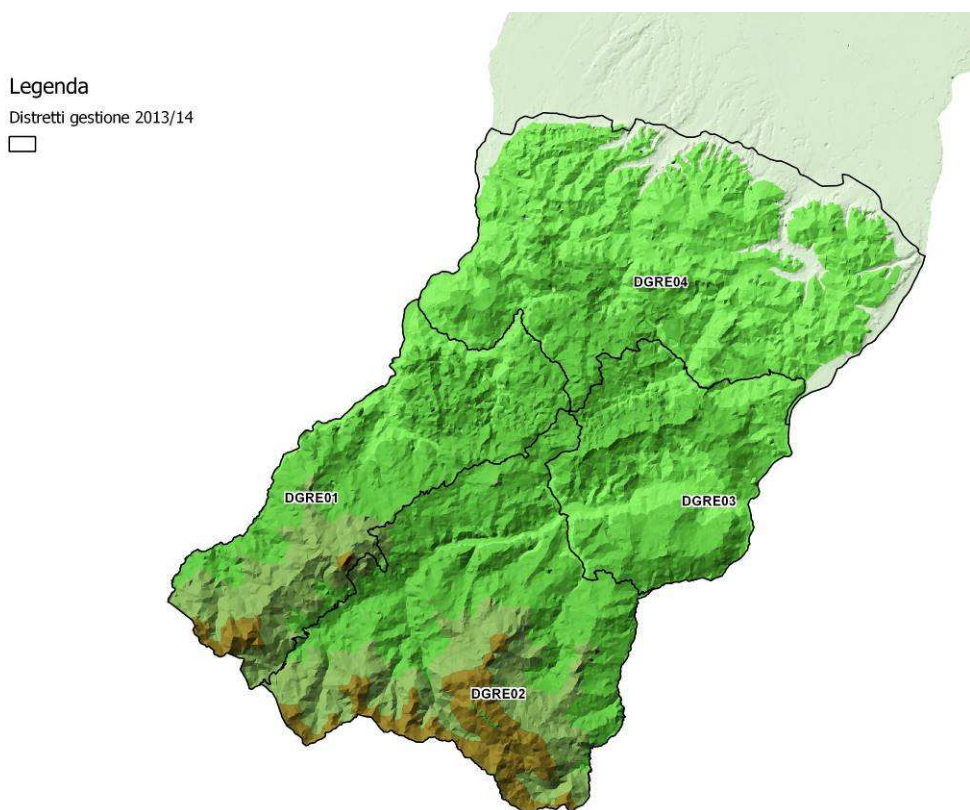 Legenda
Distretti gestione 2013/14
DGRE04
DGRE01
DGRE03
DGRE02